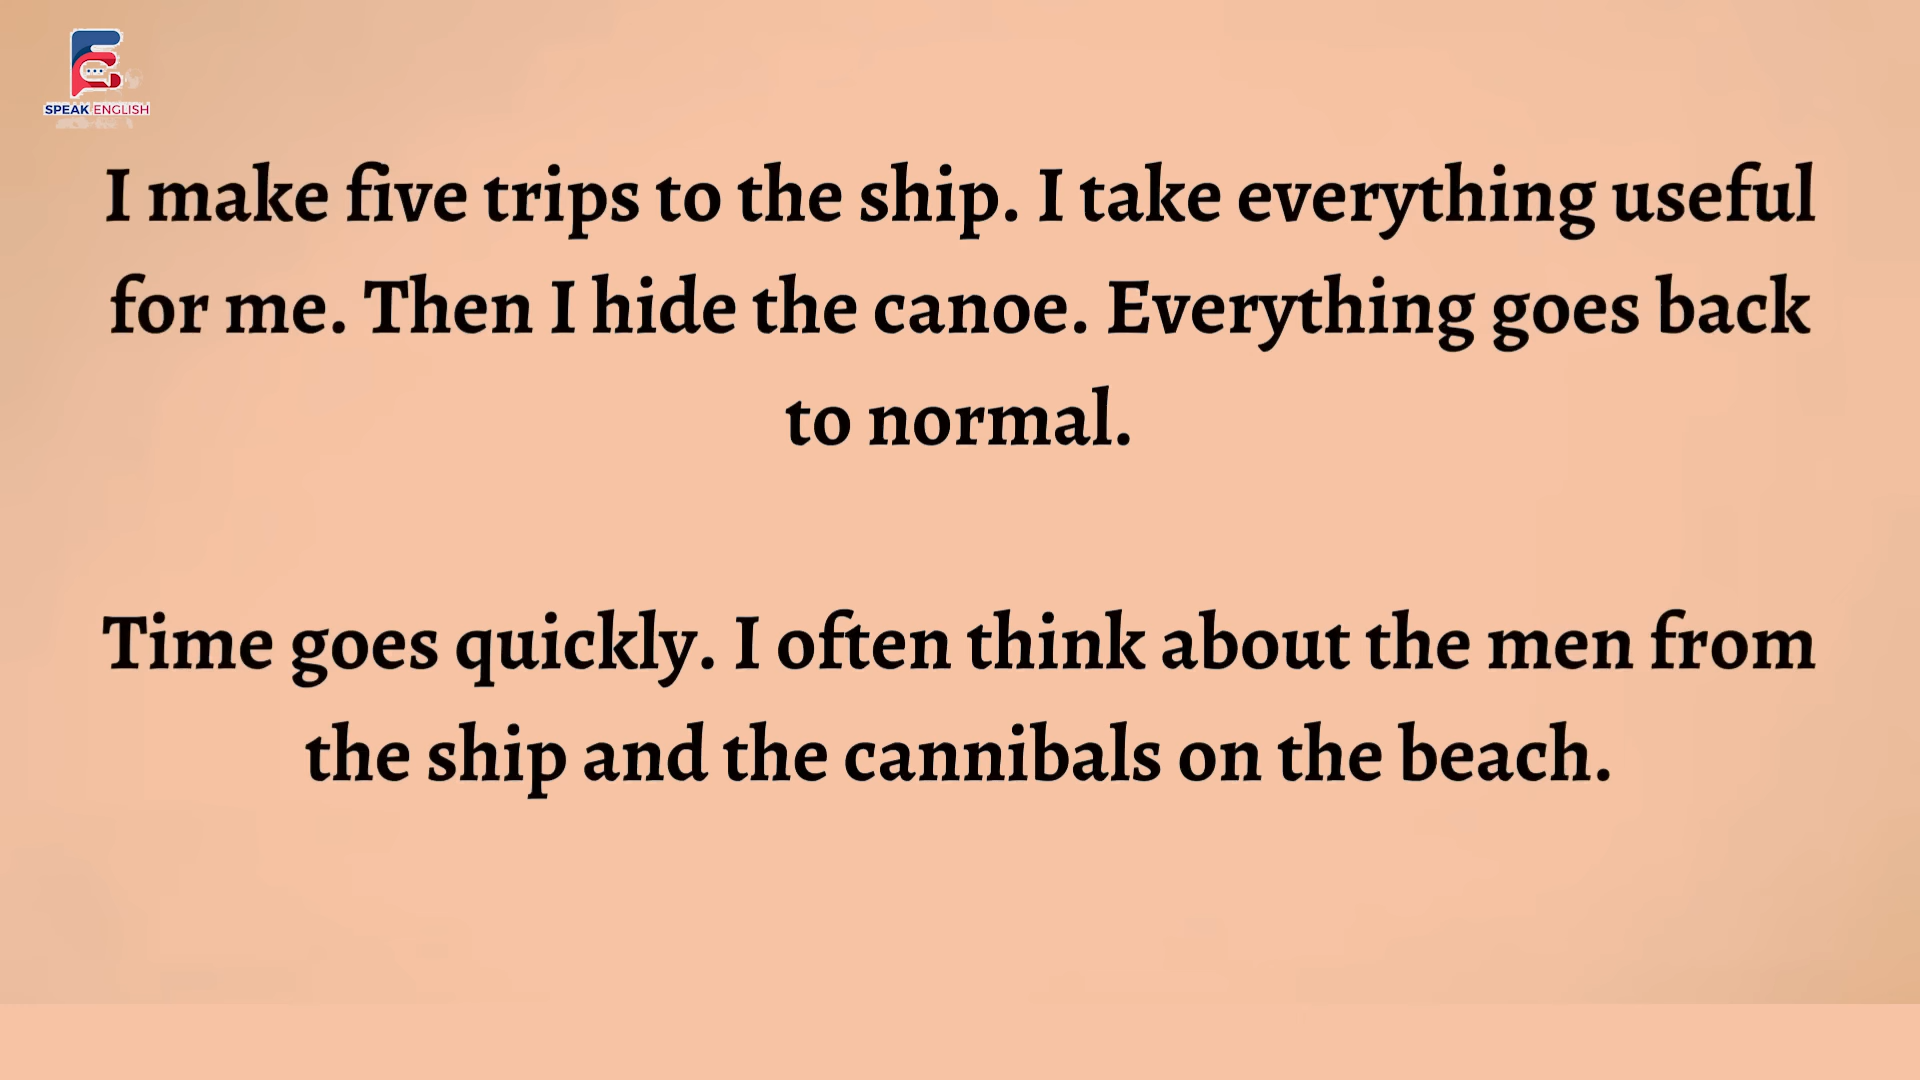 SPEAK ENGLISH
I make five trips to the ship. I take everything useful
for me. Then I hide the canoe. Everything goes back
to normal.
Time goes quickly. I often think about the men from
the ship and the cannibals on the beach.